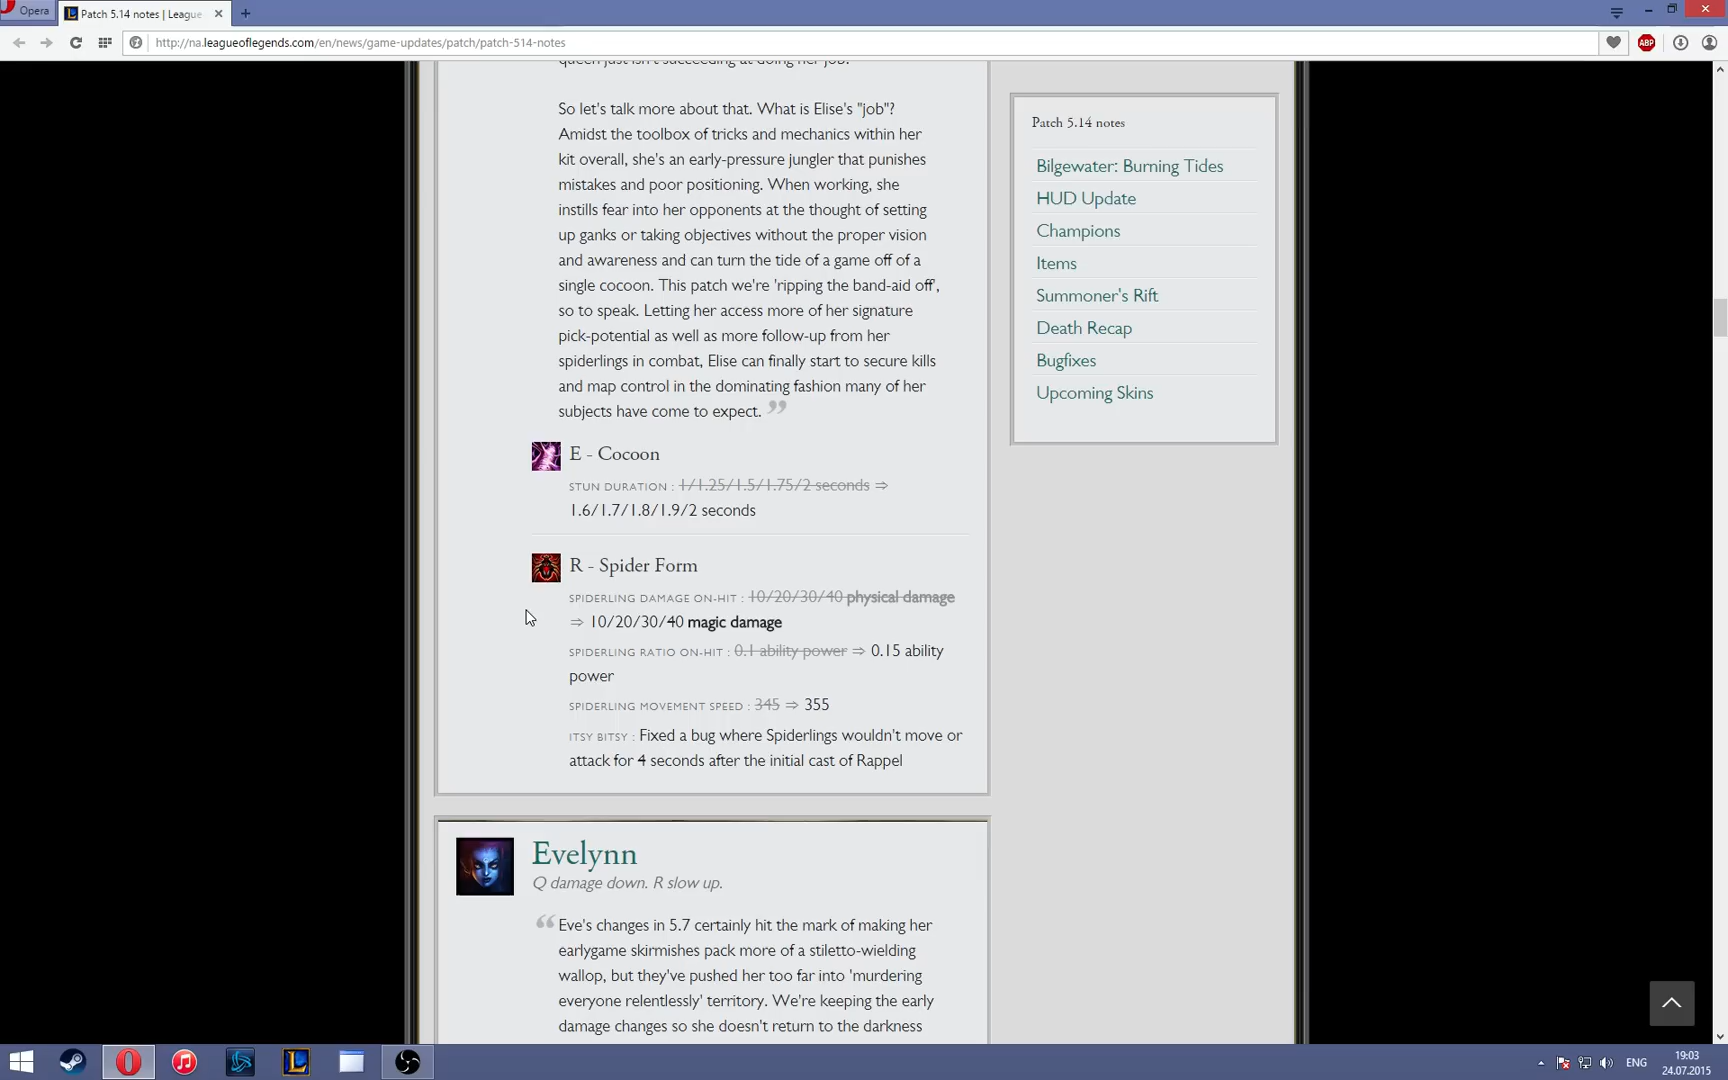 Opera
Patch 5.14 notes | League
http://na.leagueoflegends.com/en/news/game-updates/patch/patch-514-notes
ABP
queen just isn't succeeding at doing her job.
So let's talk more about that. What is Elise's "job"?
Amidst the toolbox of tricks and mechanics within her
kit overall, she's an early-pressure jungler that punishes
mistakes and poor positioning. When working, she
instills fear into her opponents at the thought of setting
up ganks or taking objectives without the proper vision
and awareness and can turn the tide of a game off of a
single cocoon. This patch we're 'ripping the band-aid off',
so to speak. Letting her access more of her signature
pick-potential as well as more follow-up from her
spiderlings in combat, Elise can finally start to secure kills
and map control in the dominating fashion many of her
subjects have come to expect. ”
E - Cocoon
STUN DURATION : 1/1.25/1.5/1.75/2 seconds ⇒
1.6/1.7/1.8/1.9/2 seconds
R - Spider Form
SPIDERLING DAMAGE ON-HIT : 10/20/30/40 physical damage
⇒ 10/20/30/40 magic damage
SPIDERLING RATIO ON-HIT : 0.1 ability power ⇒ 0.15 ability
power
SPIDERLING MOVEMENT SPEED : 345 ⇒ 355
ITSY BITSY : Fixed a bug where Spiderlings wouldn't move or
attack for 4 seconds after the initial cast of Rappel
Evelynn
Q damage down. R slow up.
“ Eve's changes in 5.7 certainly hit the mark of making her
earlygame skirmishes pack more of a stiletto-wielding
wallop, but they've pushed her too far into 'murdering
everyone relentlessly' territory. We're keeping the early
damage changes so she doesn't return to the darkness
Patch 5.14 notes
Bilgewater: Burning Tides
HUD Update
Champions
Items
Summoner's Rift
Death Recap
Bugfixes
Upcoming Skins
ENG
19:03
24.07.2015